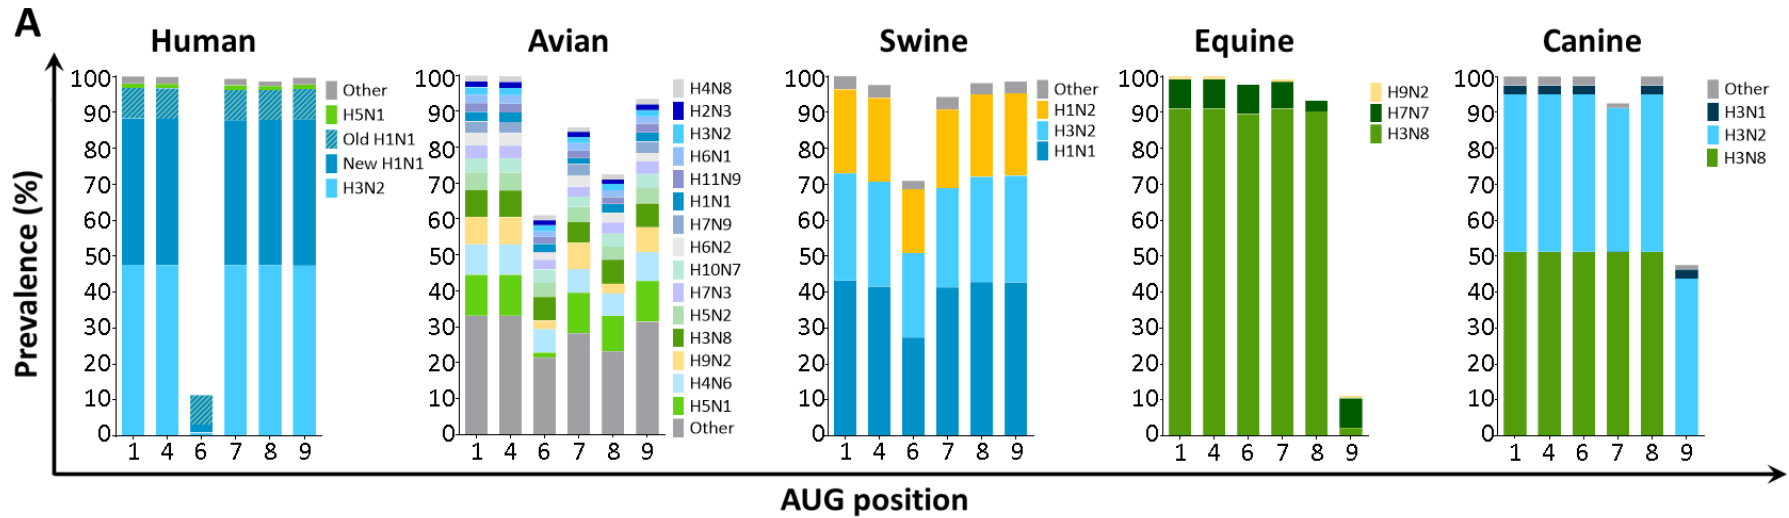 A
Human
Avian
Swine
Equine
Canine
Prevalence (%)
100
90
80
70
60
50
40
30
20
10
0
1 4 6 7 8 9
Other
H5N1
Old H1N1
New H1N1
H3N2
100
90
80
70
60
50
40
30
20
10
0
1 4 6 7 8 9
H4N8
H2N3
H3N2
H6N1
H11N9
H1N1
H7N9
H6N2
H10N7
H7N3
H5N2
H3N8
H9N2
H4N6
H5N1
Other
100
90
80
70
60
50
40
30
20
10
0
1 4 6 7 8 9
Other
H1N2
H3N2
H1N1
100
90
80
70
60
50
40
30
20
10
0
1 4 6 7 8 9
H9N2
H7N7
H3N8
100
90
80
70
60
50
40
30
20
10
0
1 4 6 7 8 9
Other
H3N1
H3N2
H3N8
AUG position